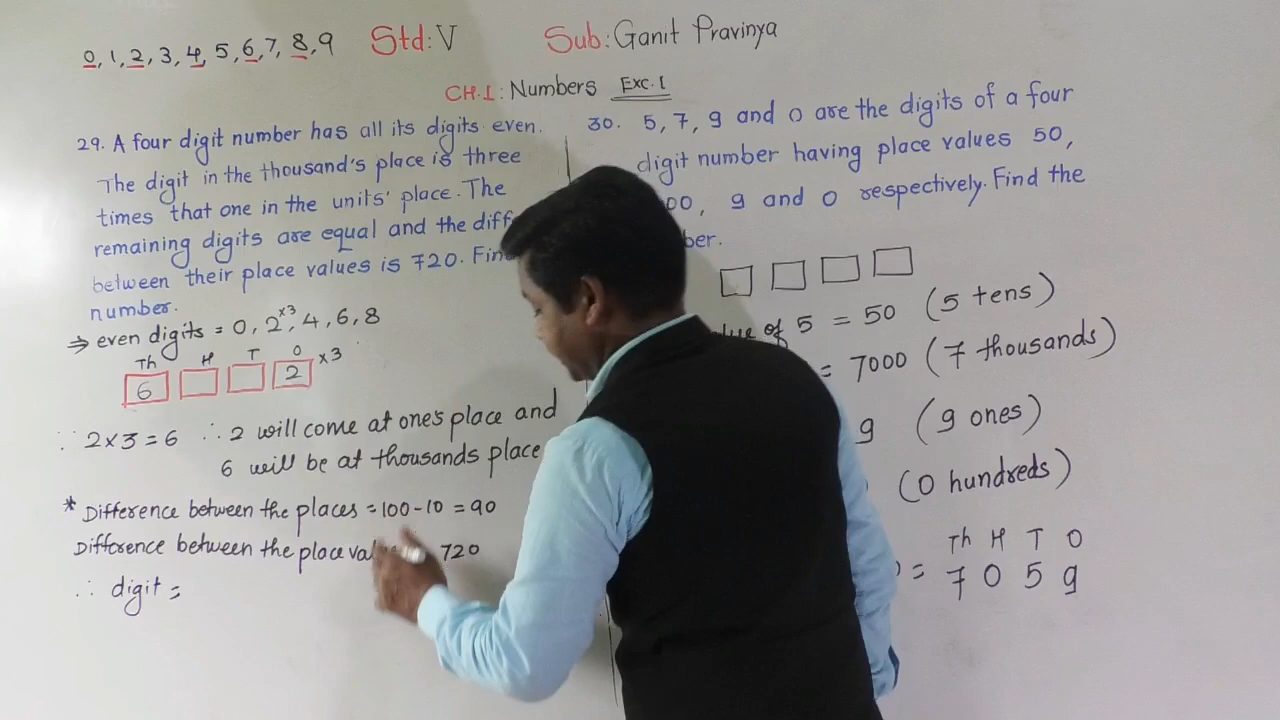 0, 1, 2, 3, 4, 5, 6, 7, 8, 9 Std: V Sub: Ganit Pravinya
CH.I: Numbers Exc. 1
29. A four digit number has all its digits even.
The digit in the thousand's place is three
times that one in the units' place. The
remaining digits are equal and the diff
between their place values is 720. Find
number.
⇒ even digits = 0, 2×3, 4, 6, 8
Th H T O
6 2 ×3
∵ 2×3=6 ∴ 2 will come at ones place and
6 will be at thousands place
* Difference between the places = 100-10 = 90
Difference between the place 720
∴ digit =
30. 5, 7, 9 and 0 are the digits of a four
digit number having place values 50,
00, 9 and 0 respectively. Find the
ber.
of 5 = 50 (5 tens)
= 7000 (7 thousands)
9 (9 ones)
(0 hundreds)
Th H T O
= 7 0 5 9